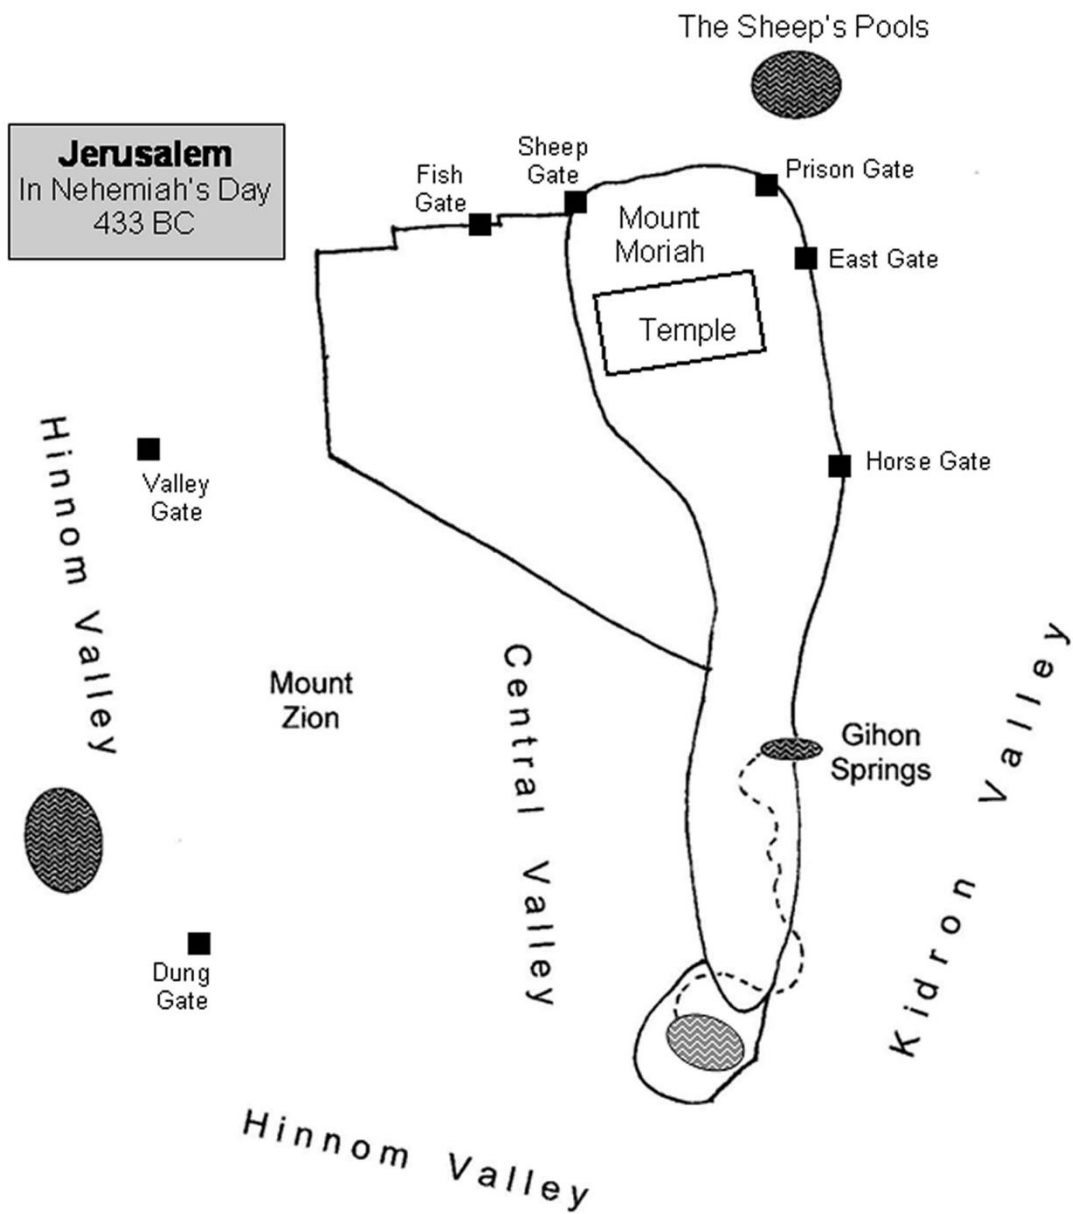 The Sheep's Pools
Jerusalem
In Nehemiah's Day
433 BC
Sheep
Gate
Fish
Gate
Prison Gate
Mount
Moriah
East Gate
Temple
Horse Gate
Hinnom Valley
Valley
Gate
Mount
Zion
Central Valley
Gihon
Springs
Kidron Valley
Dung
Gate
Hinnom Valley